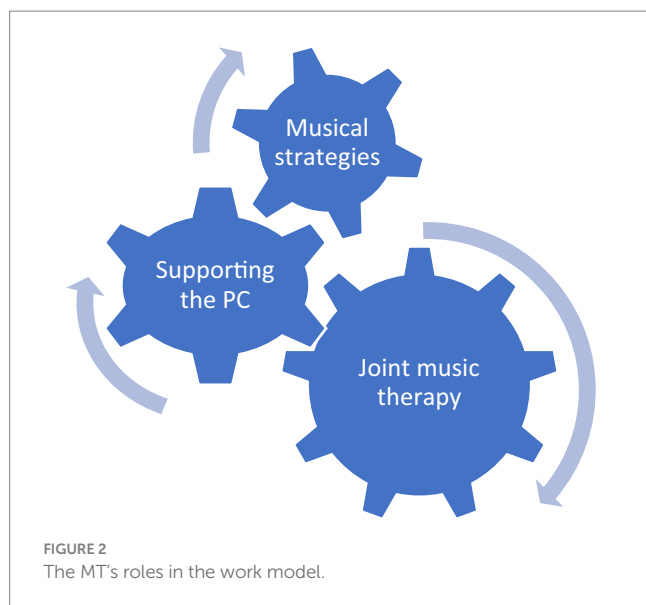 Musical
strategies
Supporting
the PC
Joint music
therapy
FIGURE 2
The MT's roles in the work model.